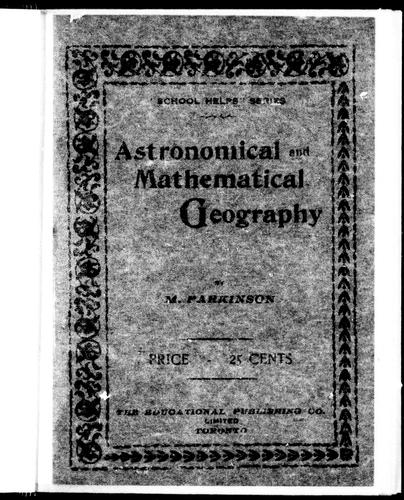 "SCHOOL HELPS" SERIES
Astronomical and
Mathematical
Geography
BY
M. PARKINSON
PRICE - 25 CENTS
THE EDUCATIONAL PUBLISHING CO.
LIMITED
TORONTO